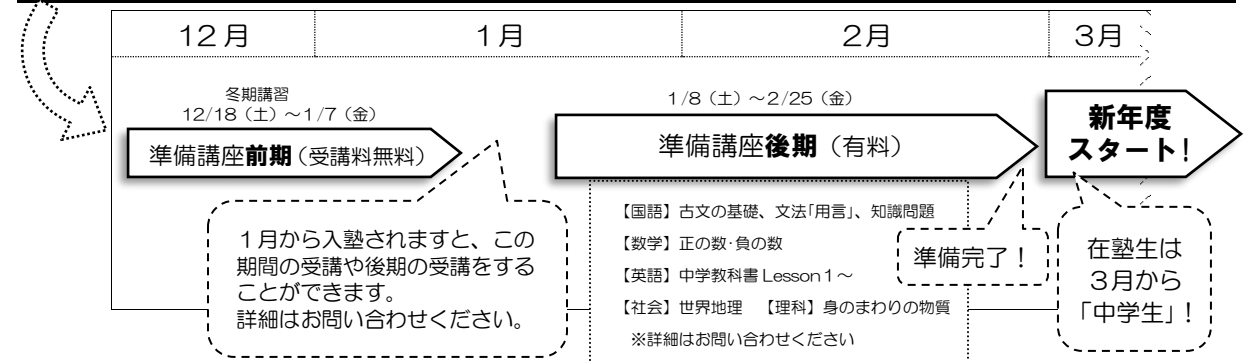 12月
1月
2月
3月
冬期講習
12/18（土）～1/7（金）
準備講座前期（受講料無料）
1/8（土）～2/25（金）
準備講座後期（有料）
新年度
スタート！
１月から入塾されますと、この
期間の受講や後期の受講をする
ことができます。
詳細はお問い合わせください。
【国語】古文の基礎、文法｢用言｣、知識問題
【数学】正の数･負の数
【英語】中学教科書 Lesson１～
【社会】世界地理　【理科】身のまわりの物質
※詳細はお問い合わせください
準備完了！
在塾生は
３月から
｢中学生｣！